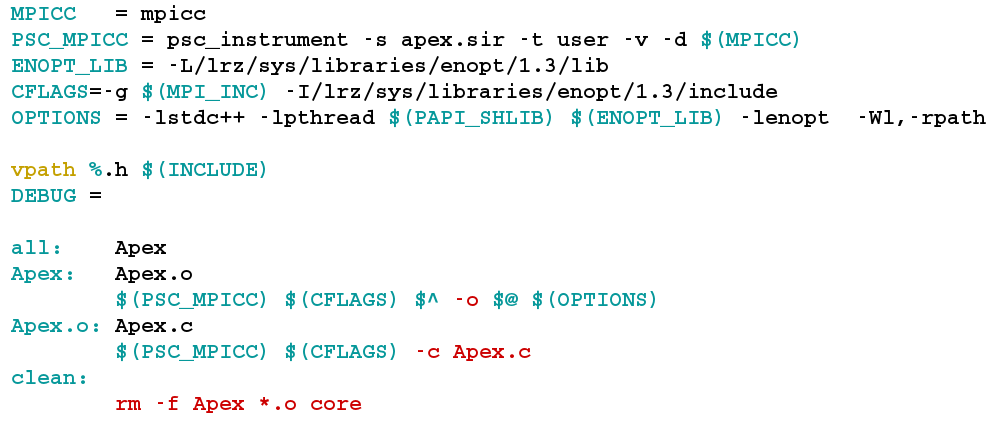 MPICC   = mpicc
PSC_MPICC = psc_instrument -s apex.sir -t user -v -d $(MPICC)
ENOPT_LIB = -L/lrz/sys/libraries/enopt/1.3/lib
CFLAGS=-g $(MPI_INC) -I/lrz/sys/libraries/enopt/1.3/include
OPTIONS = -lstdc++ -lpthread $(PAPI_SHLIB) $(ENOPT_LIB) -lenopt  -Wl,-rpath

vpath %.h $(INCLUDE)
DEBUG =

all:    Apex
Apex:   Apex.o
        $(PSC_MPICC) $(CFLAGS) $^ -o $@ $(OPTIONS)
Apex.o: Apex.c
        $(PSC_MPICC) $(CFLAGS) -c Apex.c
clean:
        rm -f Apex *.o core